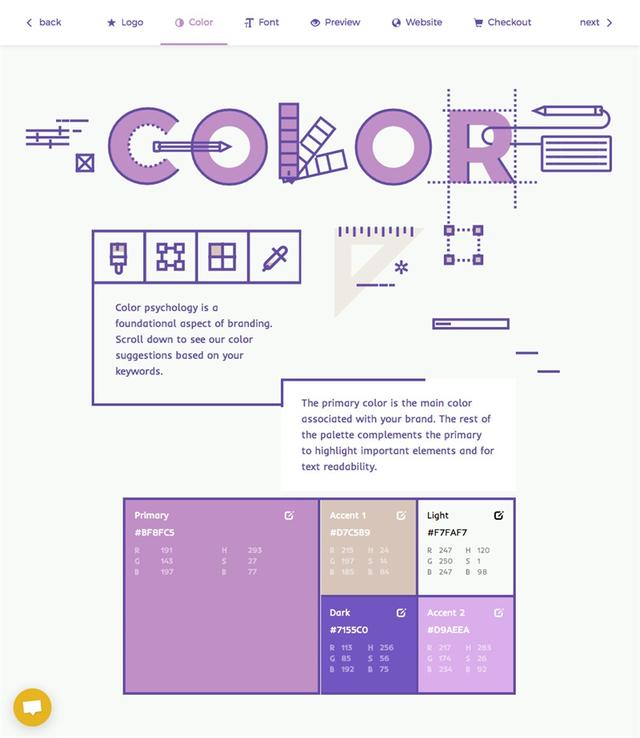 back
Logo
Color
Font
Preview
Website
Checkout
next
COLOR
Color psychology is a
foundational aspect of branding.
Scroll down to see our color
suggestions based on your
keywords.
The primary color is the main color
associated with your brand. The rest of
the palette complements the primary
to highlight important elements and for
text readability.
Primary
#BF8FC5
R 191 H 293
G 143 S 27
B 197 B 77
Accent 1
#D7C5B9
R 215 H 24
G 197 S 14
B 185 B 84
Light
#F7FAF7
R 247 H 120
G 250 S 1
B 247 B 98
Dark
#7155C0
R 113 H 256
G 85 S 56
B 192 B 75
Accent 2
#D9AEEA
R 217 H 283
G 174 S 26
B 234 B 92